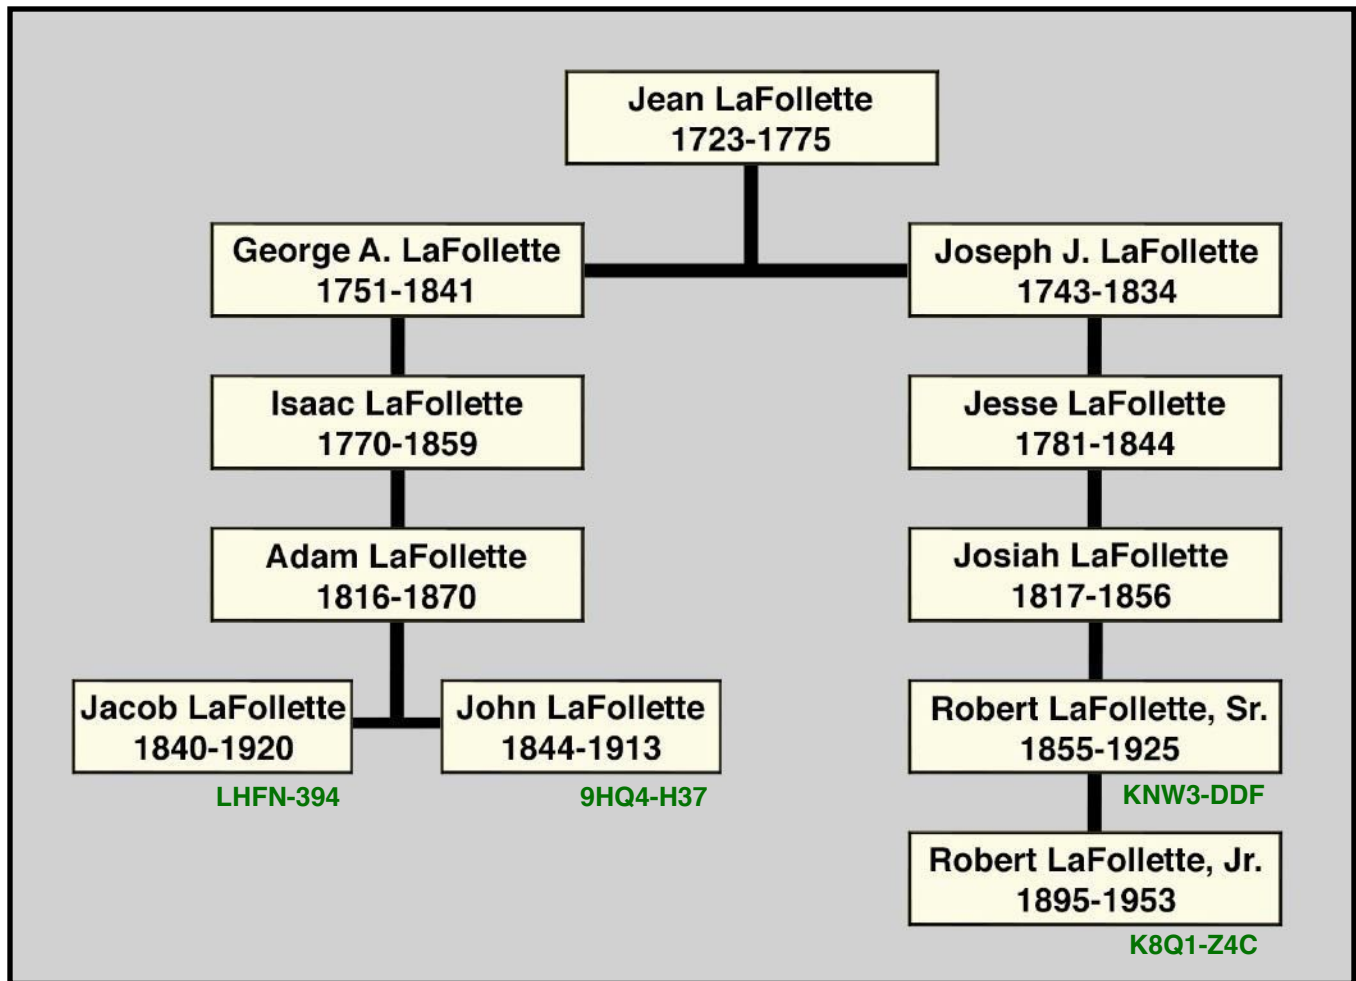 Jean LaFollette
1723-1775
George A. LaFollette
1751-1841
Joseph J. LaFollette
1743-1834
Isaac LaFollette
1770-1859
Jesse LaFollette
1781-1844
Adam LaFollette
1816-1870
Josiah LaFollette
1817-1856
Jacob LaFollette
1840-1920
LHFN-394
John LaFollette
1844-1913
9HQ4-H37
Robert LaFollette, Sr.
1855-1925
KNW3-DDF
Robert LaFollette, Jr.
1895-1953
K8Q1-Z4C